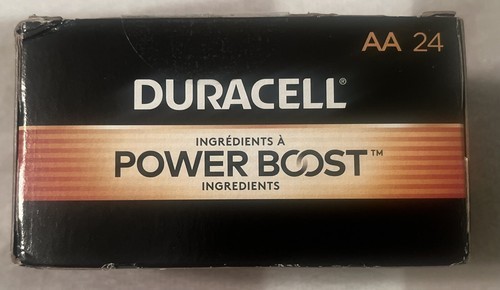 AA 24
DURACELL®
INGRÉDIENTS À
POWER BOOST™
INGREDIENTS